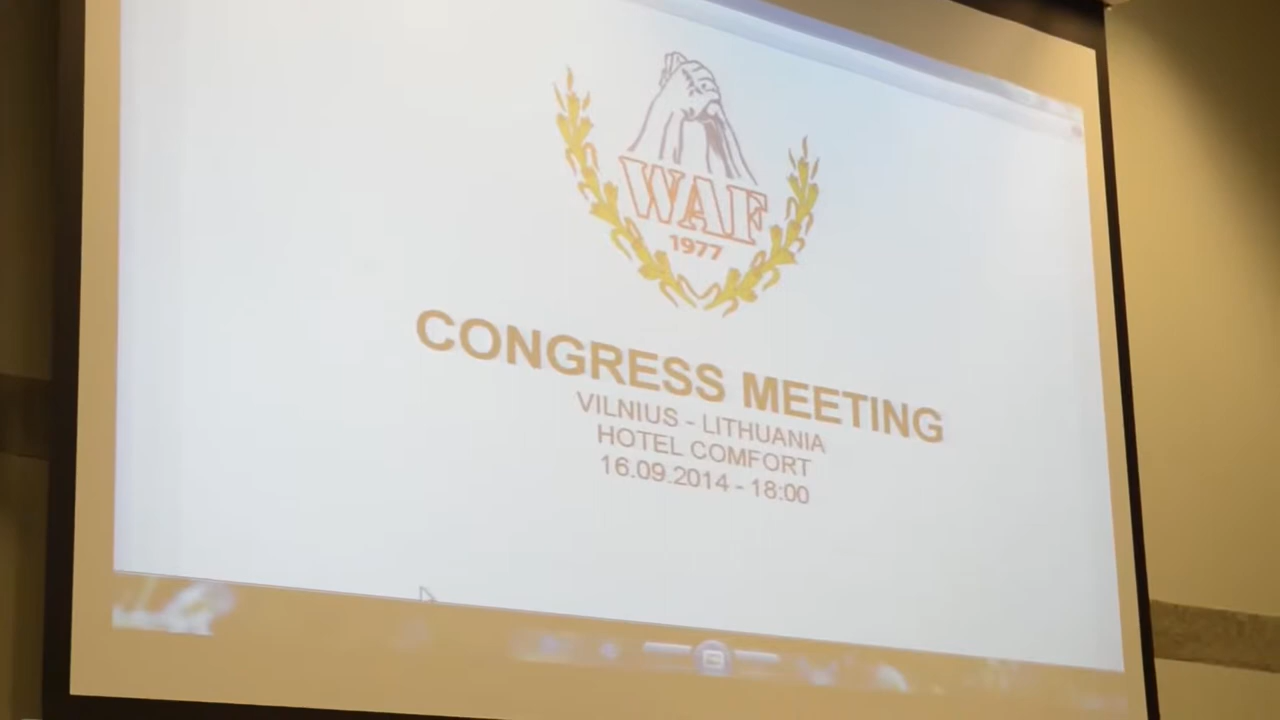 WAF
1977
CONGRESS MEETING
VILNIUS - LITHUANIA
HOTEL COMFORT
16.09.2014 - 18:00